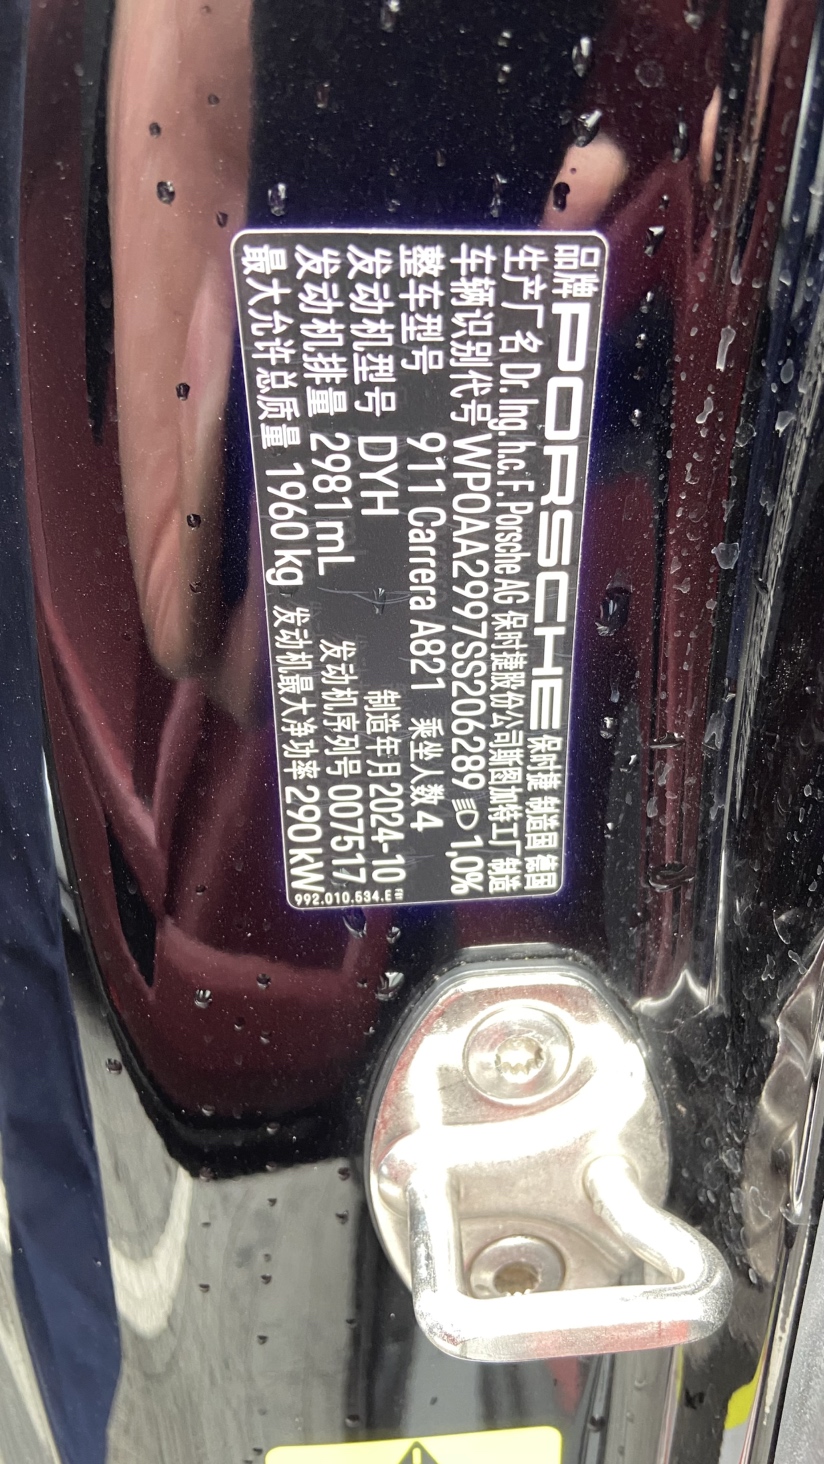 品牌 PORSCHE 保时捷 制造国 德国
生产厂名 Dr. Ing. h.c. F. Porsche AG 保时捷股份公司斯图加特工厂 制造
车辆识别代号 WP0AA2997SS206289 1,0%
整车型号 911 Carrera A821 乘坐人数 4
发动机型号 DYH 制造年月 2024-10
发动机排量 2981 mL 发动机序列号 007517
最大允许总质量 1960 kg 发动机最大净功率 290 kW
992.010.534.E